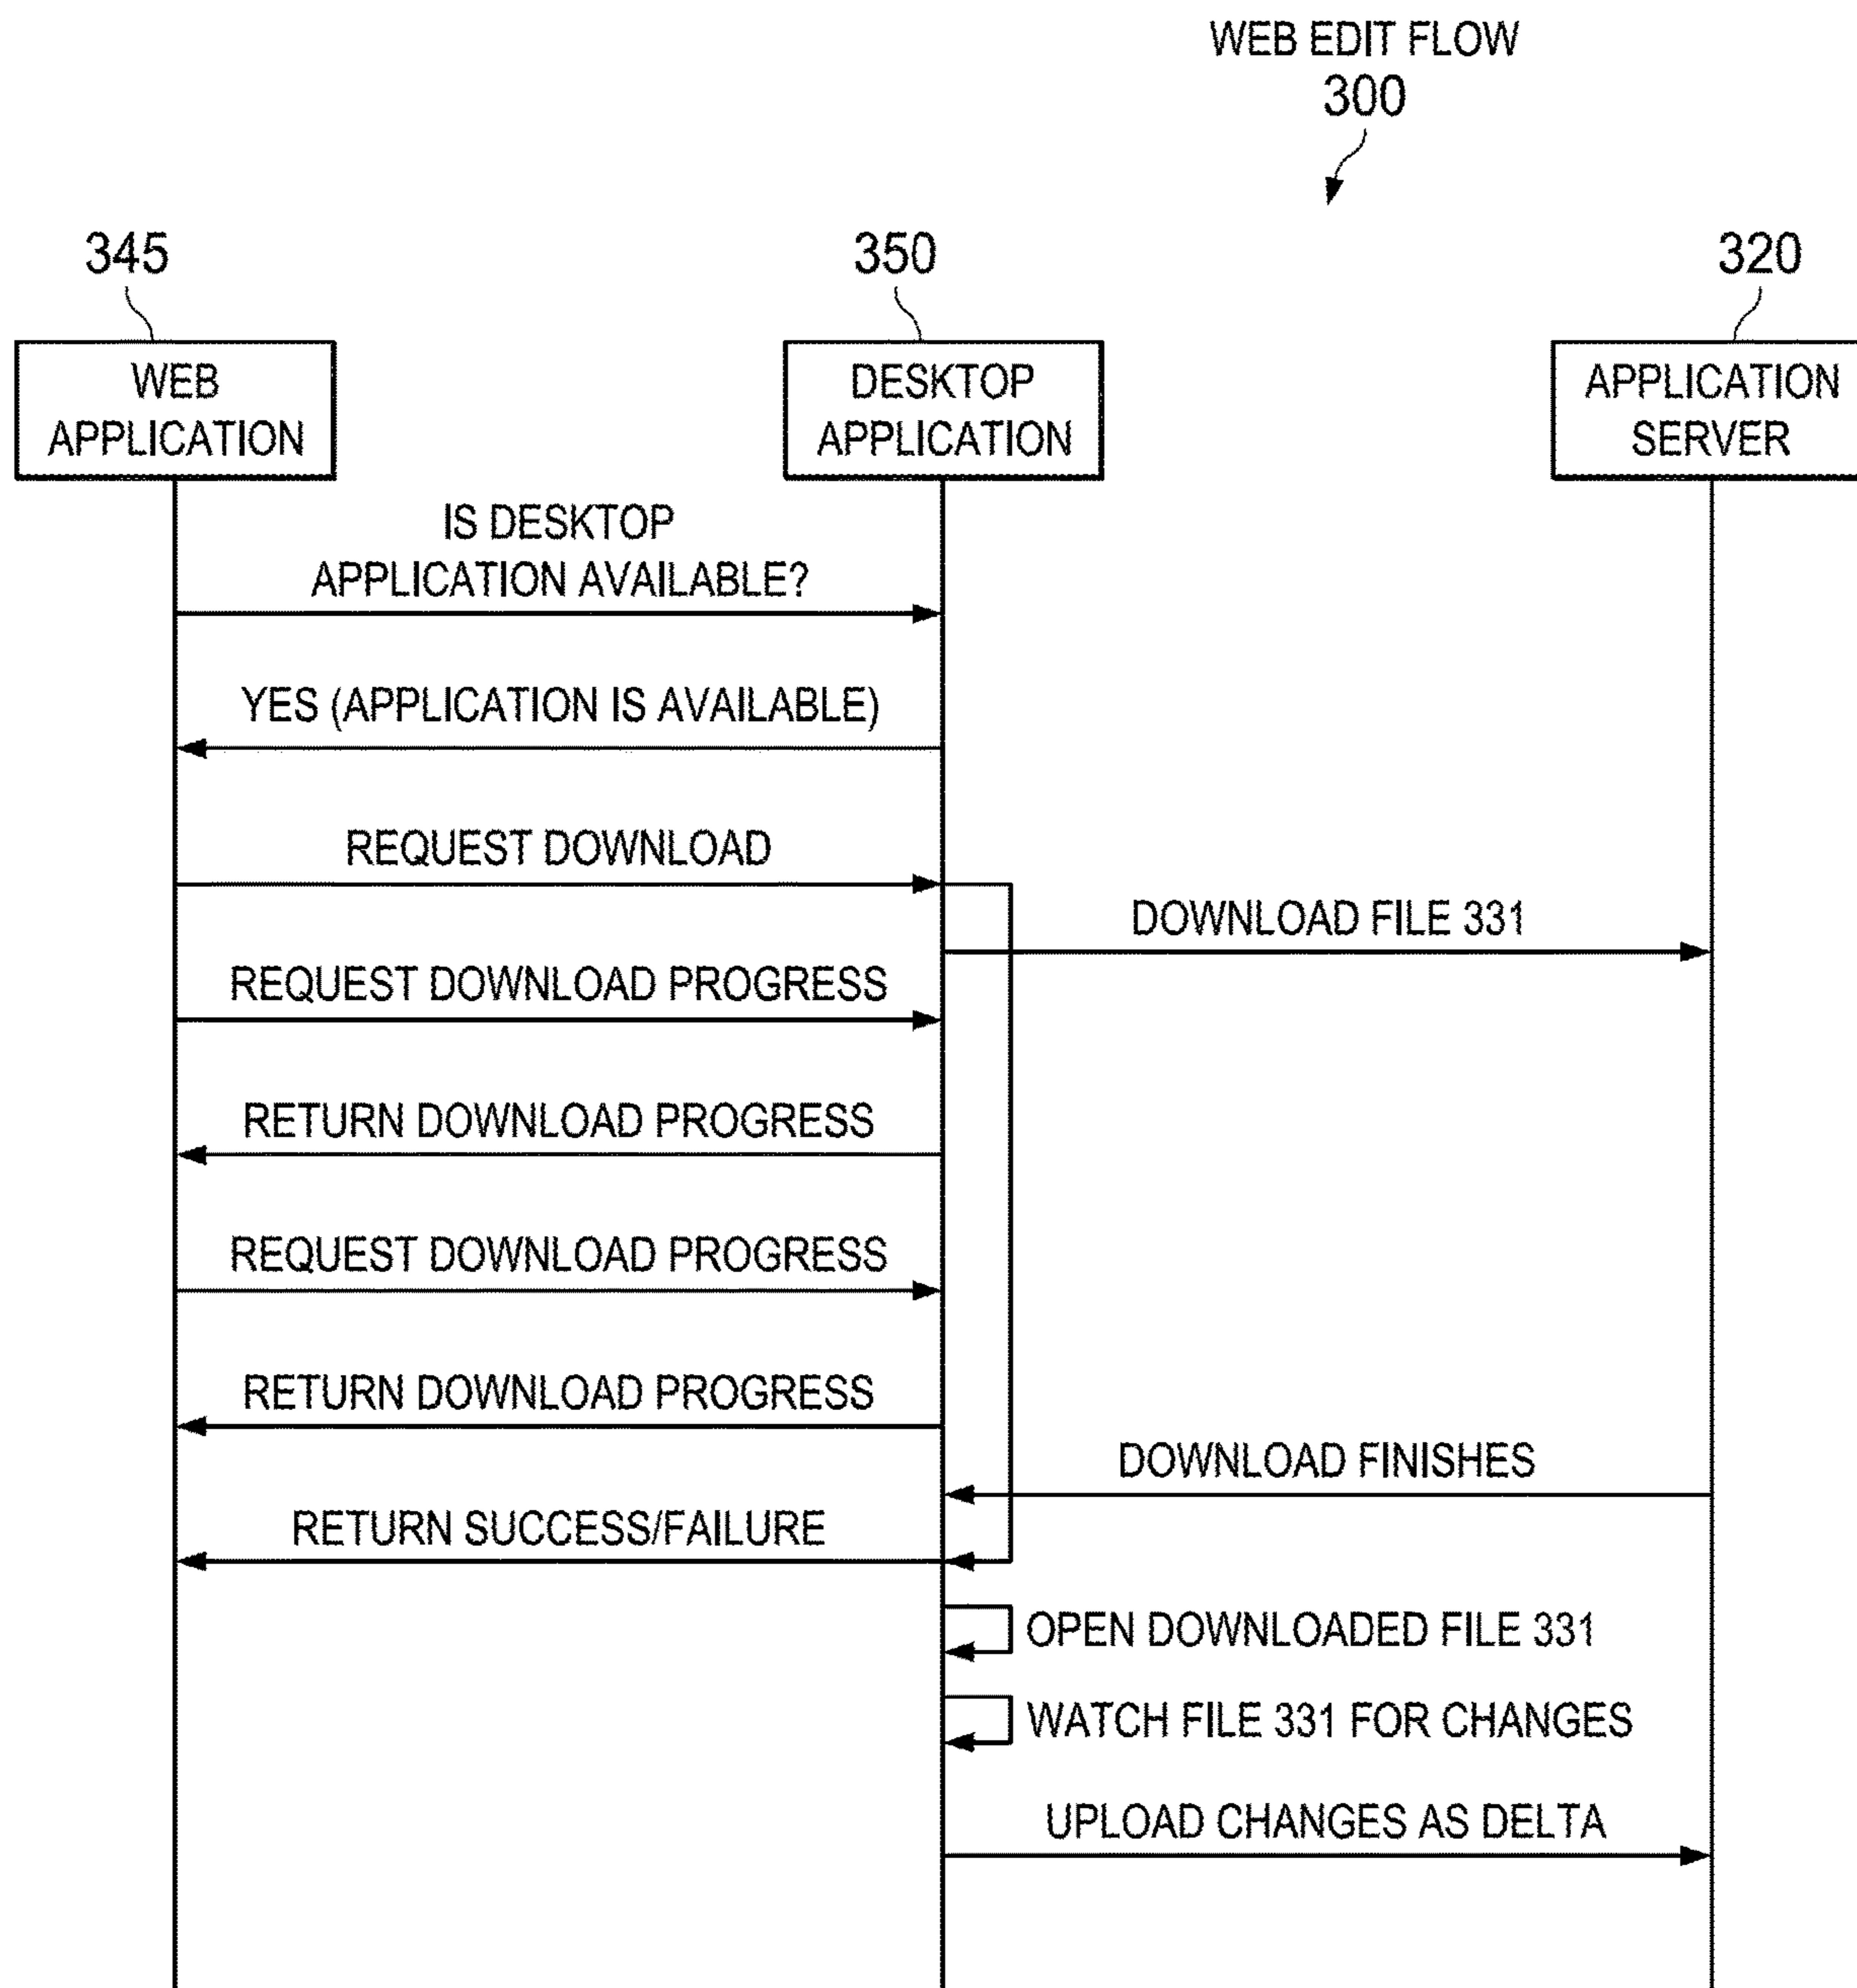 WEB EDIT FLOW
300
345
350
320
WEB
APPLICATION
DESKTOP
APPLICATION
APPLICATION
SERVER
IS DESKTOP
APPLICATION AVAILABLE?
YES (APPLICATION IS AVAILABLE)
REQUEST DOWNLOAD
DOWNLOAD FILE 331
REQUEST DOWNLOAD PROGRESS
RETURN DOWNLOAD PROGRESS
REQUEST DOWNLOAD PROGRESS
RETURN DOWNLOAD PROGRESS
DOWNLOAD FINISHES
RETURN SUCCESS/FAILURE
OPEN DOWNLOADED FILE 331
WATCH FILE 331 FOR CHANGES
UPLOAD CHANGES AS DELTA